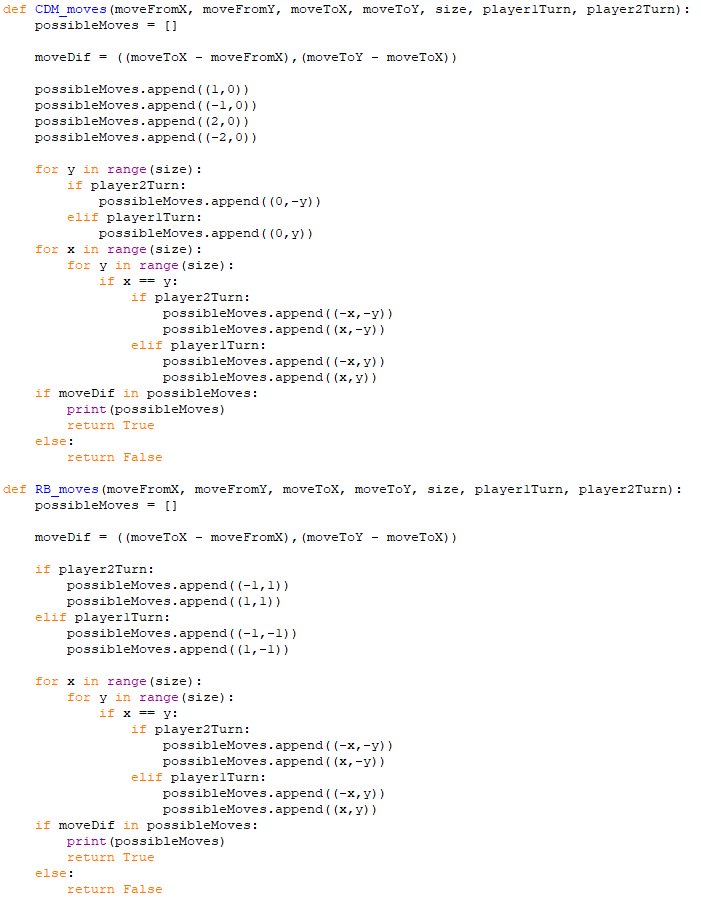 def CDM_moves(moveFromX, moveFromY, moveToX, moveToY, size, player1Turn, player2Turn):
    possibleMoves = []

    moveDif = ((moveToX - moveFromX),(moveToY - moveToX))

    possibleMoves.append((1,0))
    possibleMoves.append((-1,0))
    possibleMoves.append((2,0))
    possibleMoves.append((-2,0))

    for y in range(size):
        if player2Turn:
            possibleMoves.append((0,-y))
        elif player1Turn:
            possibleMoves.append((0,y))
    for x in range(size):
        for y in range(size):
            if x == y:
                if player2Turn:
                    possibleMoves.append((-x,-y))
                    possibleMoves.append((x,-y))
                elif player1Turn:
                    possibleMoves.append((-x,y))
                    possibleMoves.append((x,y))
    if moveDif in possibleMoves:
        print(possibleMoves)
        return True
    else:
        return False

def RB_moves(moveFromX, moveFromY, moveToX, moveToY, size, player1Turn, player2Turn):
    possibleMoves = []

    moveDif = ((moveToX - moveFromX),(moveToY - moveToX))

    if player2Turn:
        possibleMoves.append((-1,1))
        possibleMoves.append((1,1))
    elif player1Turn:
        possibleMoves.append((-1,-1))
        possibleMoves.append((1,-1))

    for x in range(size):
        for y in range(size):
            if x == y:
                if player2Turn:
                    possibleMoves.append((-x,-y))
                    possibleMoves.append((x,-y))
                elif player1Turn:
                    possibleMoves.append((-x,y))
                    possibleMoves.append((x,y))
    if moveDif in possibleMoves:
        print(possibleMoves)
        return True
    else:
        return False